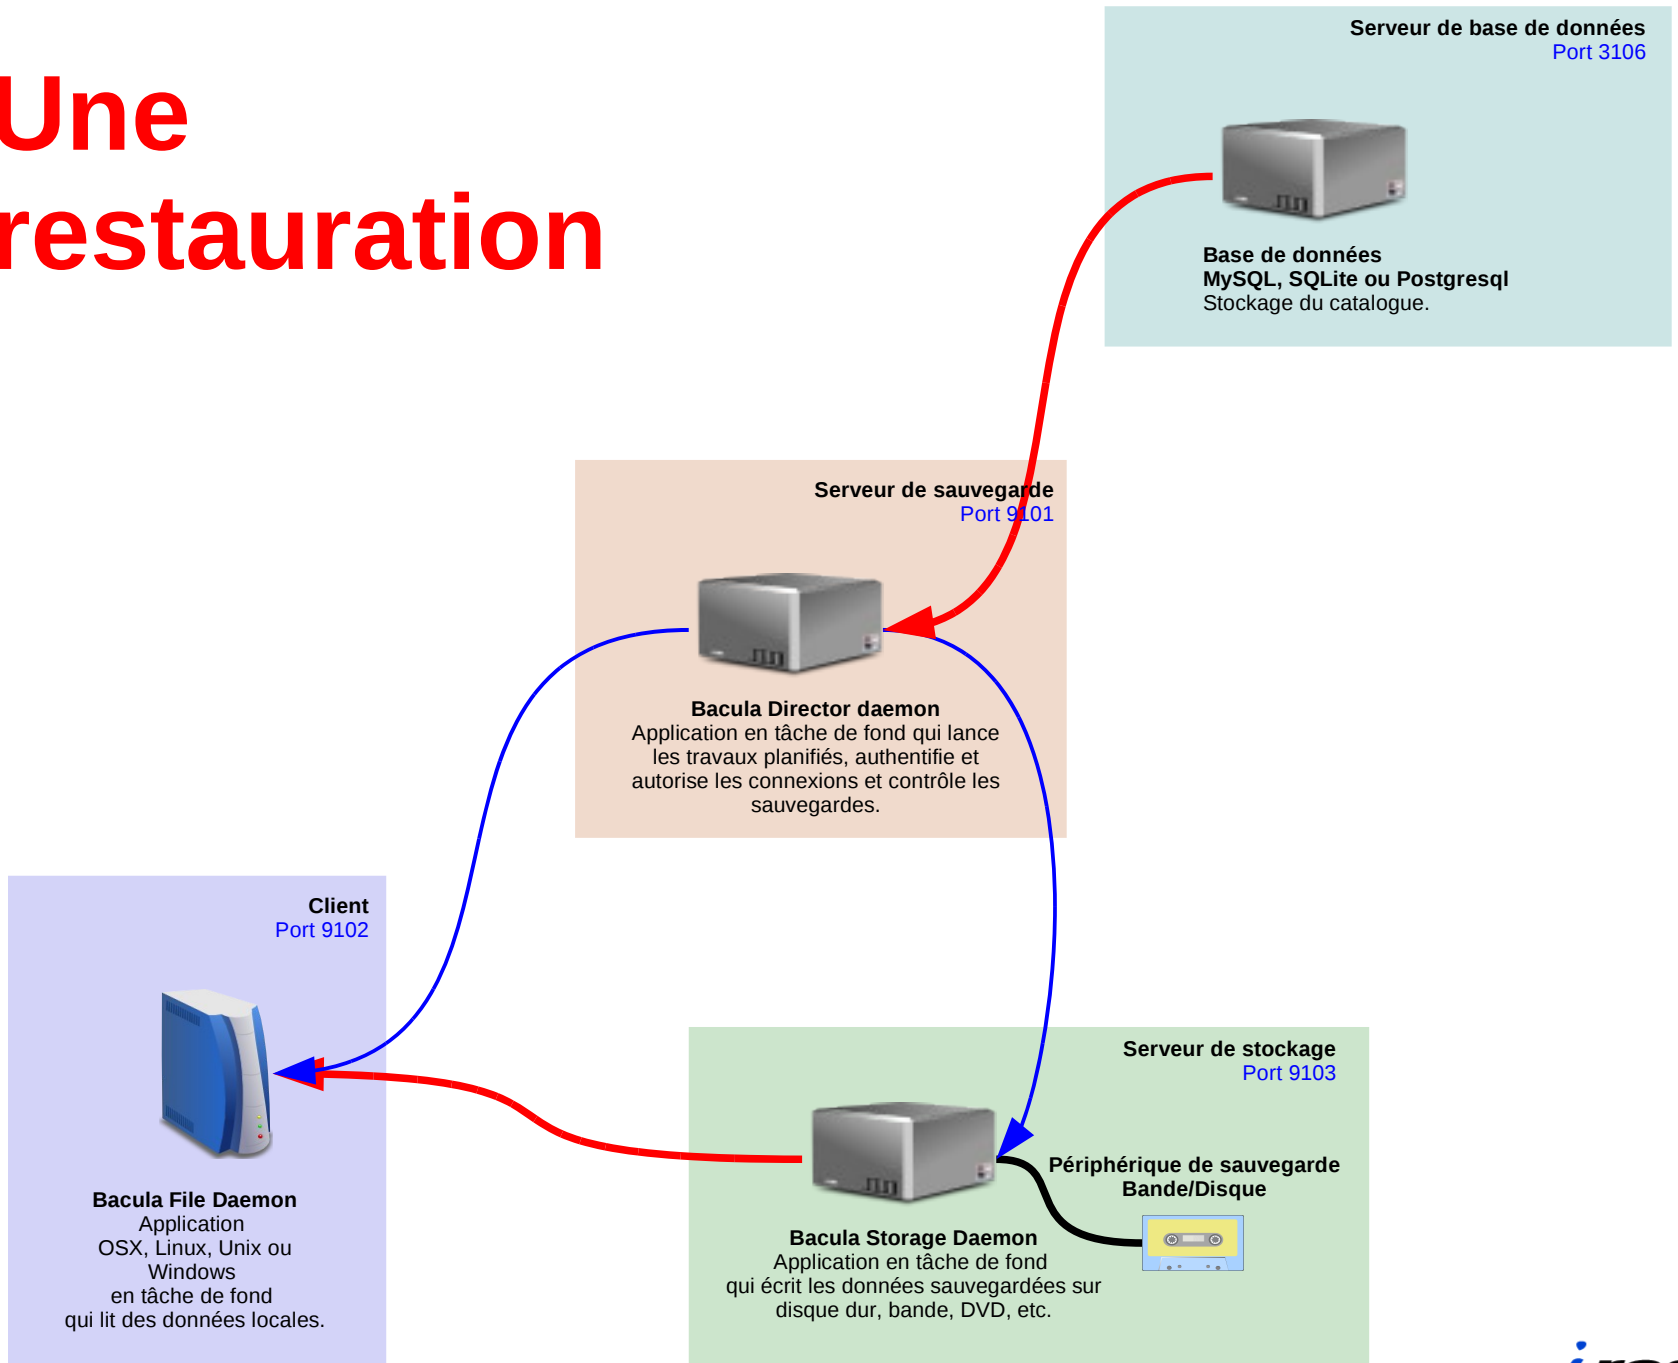 Une
restauration
Serveur de base de données
Port 3106
Base de données
MySQL, SQLite ou Postgresql
Stockage du catalogue.
Serveur de sauvegarde
Port 9101
Bacula Director daemon
Application en tâche de fond qui lance
les travaux planifiés, authentifie et
autorise les connexions et contrôle les
sauvegardes.
Client
Port 9102
Bacula File Daemon
Application
OSX, Linux, Unix ou
Windows
en tâche de fond
qui lit des données locales.
Serveur de stockage
Port 9103
Périphérique de sauvegarde
Bande/Disque
Bacula Storage Daemon
Application en tâche de fond
qui écrit les données sauvegardées sur
disque dur, bande, DVD, etc.